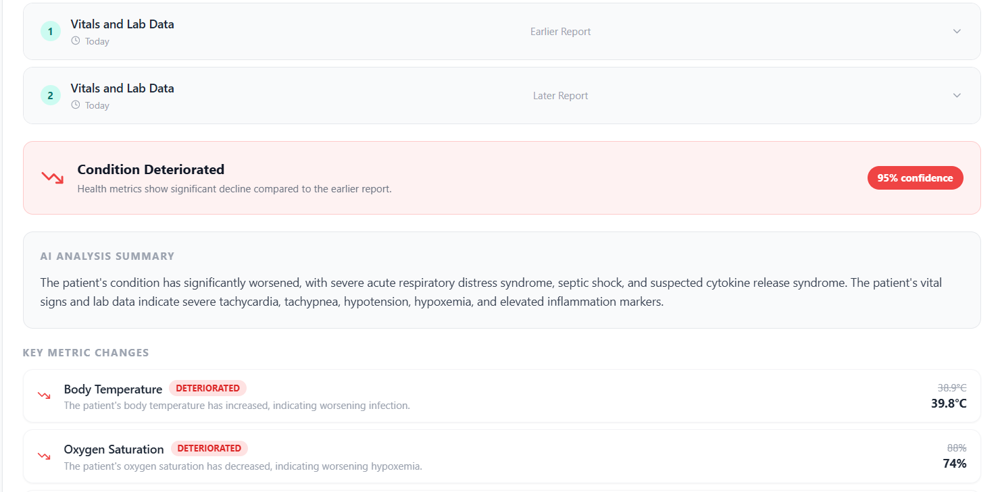 1
Vitals and Lab Data
Today
Earlier Report
2
Vitals and Lab Data
Today
Later Report
Condition Deteriorated
Health metrics show significant decline compared to the earlier report.
95% confidence
AI ANALYSIS SUMMARY
The patient's condition has significantly worsened, with severe acute respiratory distress syndrome, septic shock, and suspected cytokine release syndrome. The patient's vital
signs and lab data indicate severe tachycardia, tachypnea, hypotension, hypoxemia, and elevated inflammation markers.
KEY METRIC CHANGES
Body Temperature DETERIORATED
The patient's body temperature has increased, indicating worsening infection.
38.9°C
39.8°C
Oxygen Saturation DETERIORATED
The patient's oxygen saturation has decreased, indicating worsening hypoxemia.
88%
74%